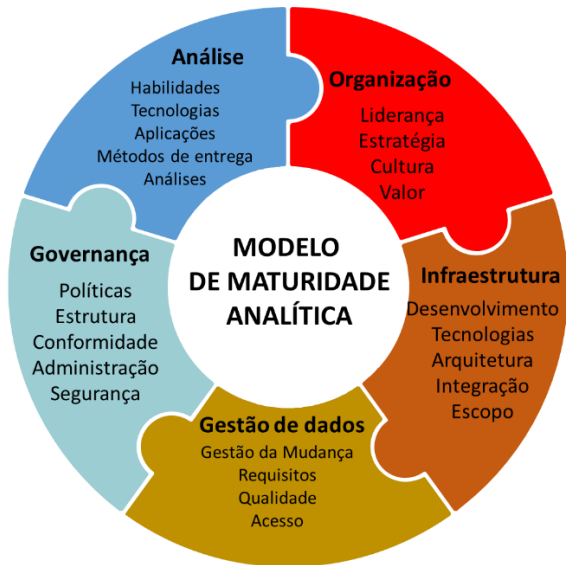 Análise
Habilidades
Tecnologias
Aplicações
Métodos de entrega
Análises
Organização
Liderança
Estratégia
Cultura
Valor
Governança
Políticas
Estrutura
Conformidade
Administração
Segurança
MODELO
DE MATURIDADE
ANALÍTICA
Infraestrutura
Desenvolvimento
Tecnologias
Arquitetura
Integração
Escopo
Gestão de dados
Gestão da Mudança
Requisitos
Qualidade
Acesso